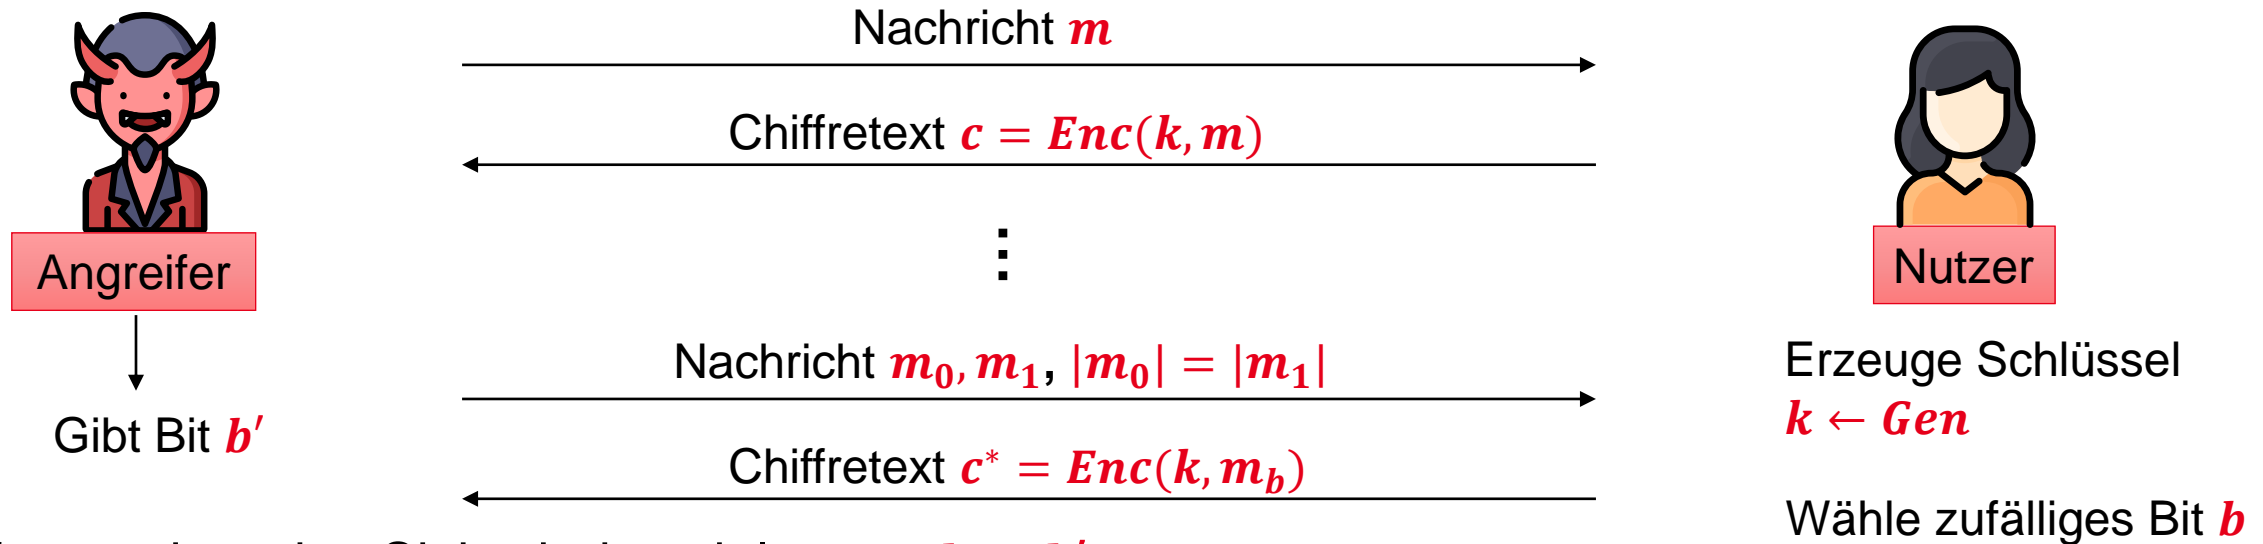 Nachricht m
Chiffretext c = Enc(k, m)
⋮
Angreifer
Nutzer
Nachricht m₀, m₁, |m₀| = |m₁|
Erzeuge Schlüssel
k ← Gen
Gibt Bit b′
Chiffretext c* = Enc(k, m_b)
Wähle zufälliges Bit b